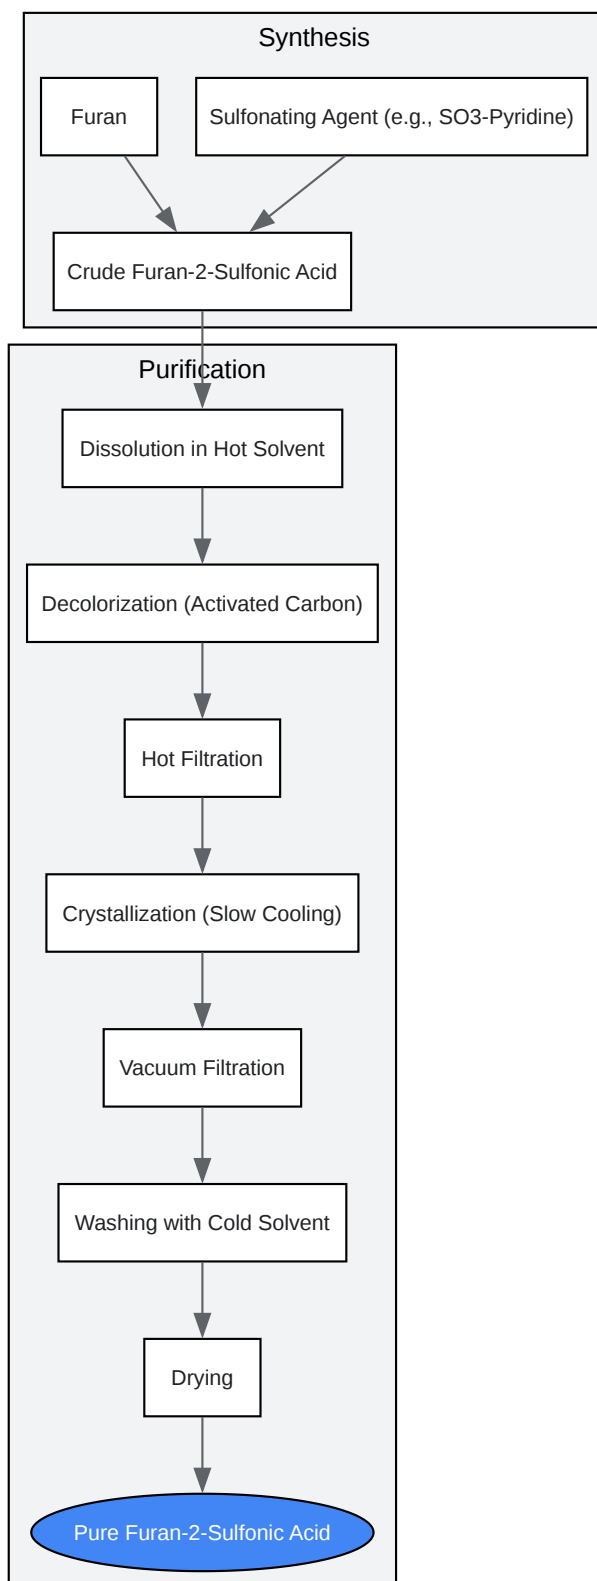 Synthesis
Furan
Sulfonating Agent (e.g., SO3-Pyridine)
Crude Furan-2-Sulfonic Acid
Purification
Dissolution in Hot Solvent
Decolorization (Activated Carbon)
Hot Filtration
Crystallization (Slow Cooling)
Vacuum Filtration
Washing with Cold Solvent
Drying
Pure Furan-2-Sulfonic Acid